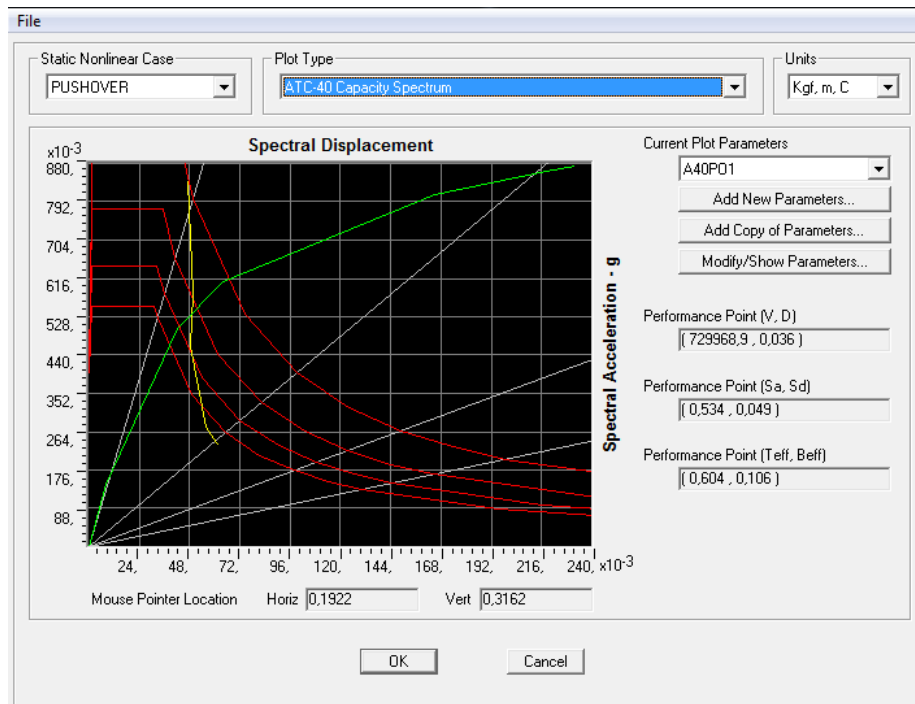 File
Static Nonlinear Case
PUSHOVER
Plot Type
ATC-40 Capacity Spectrum
Units
Kgf, m, C
x10-3
Spectral Displacement
880,
792,
704,
616,
528,
440,
352,
264,
176,
88,
24, 48, 72, 96, 120, 144, 168, 192, 216, 240, x10-3
Spectral Acceleration - g
Mouse Pointer Location Horiz 0,1922 Vert 0,3162
Current Plot Parameters
A40PO1
Add New Parameters...
Add Copy of Parameters...
Modify/Show Parameters...
Performance Point (V, D)
( 729968,9 , 0,036 )
Performance Point (Sa, Sd)
( 0,534 , 0,049 )
Performance Point (Teff, Beff)
( 0,604 , 0,106 )
OK Cancel